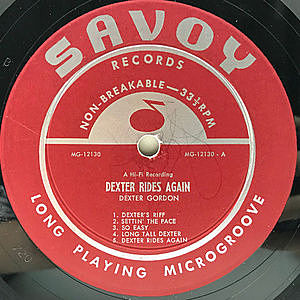 SAVOY
RECORDS
NON-BREAKABLE—33⅓RPM
MG-12130
MG-12130-A
A Hi-Fi Recording
DEXTER RIDES AGAIN
DEXTER GORDON
1. DEXTER'S RIFF
2. SETTIN' THE PACE
3. SO EASY
4. LONG TALL DEXTER
5. DEXTER RIDES AGAIN
LONG PLAYING MICROGROOVE